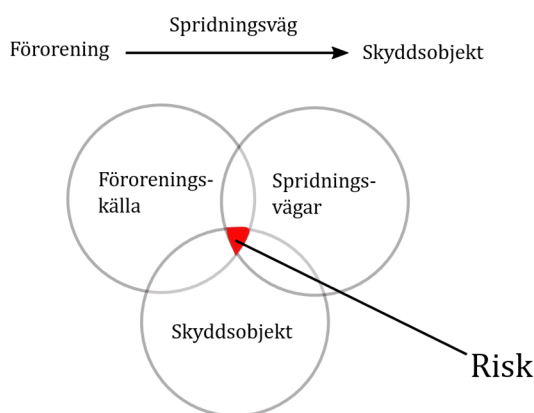 Spridningsväg
Förorening
Skyddsobjekt
Förorenings-
källa
Spridnings-
vägar
Skyddsobjekt
Risk